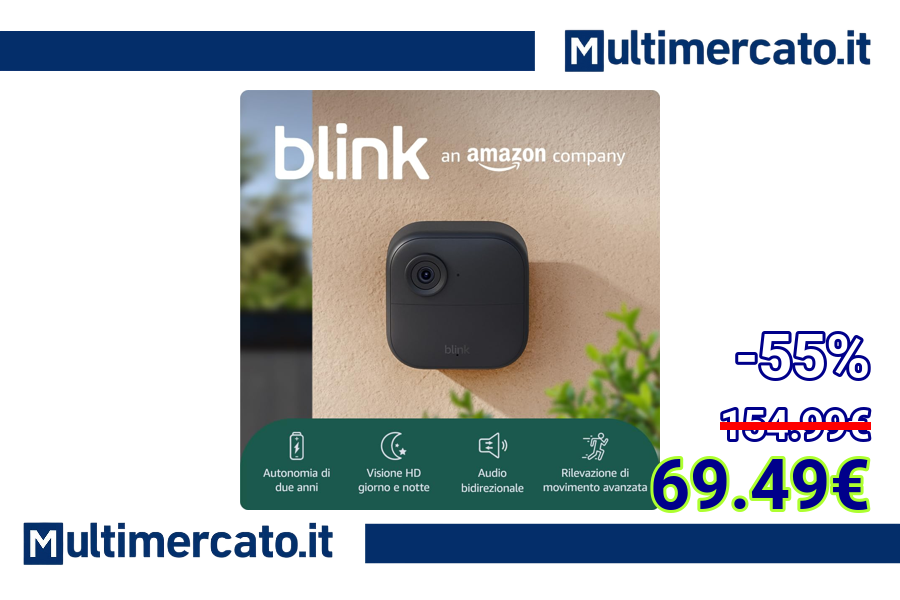 Multimercato.it
blink an amazon company
blink
-55%
154.99€
69.49€
Autonomia di
due anni
Visione HD
giorno e notte
Audio
bidirezionale
Rilevazione di
movimento avanzata
Multimercato.it